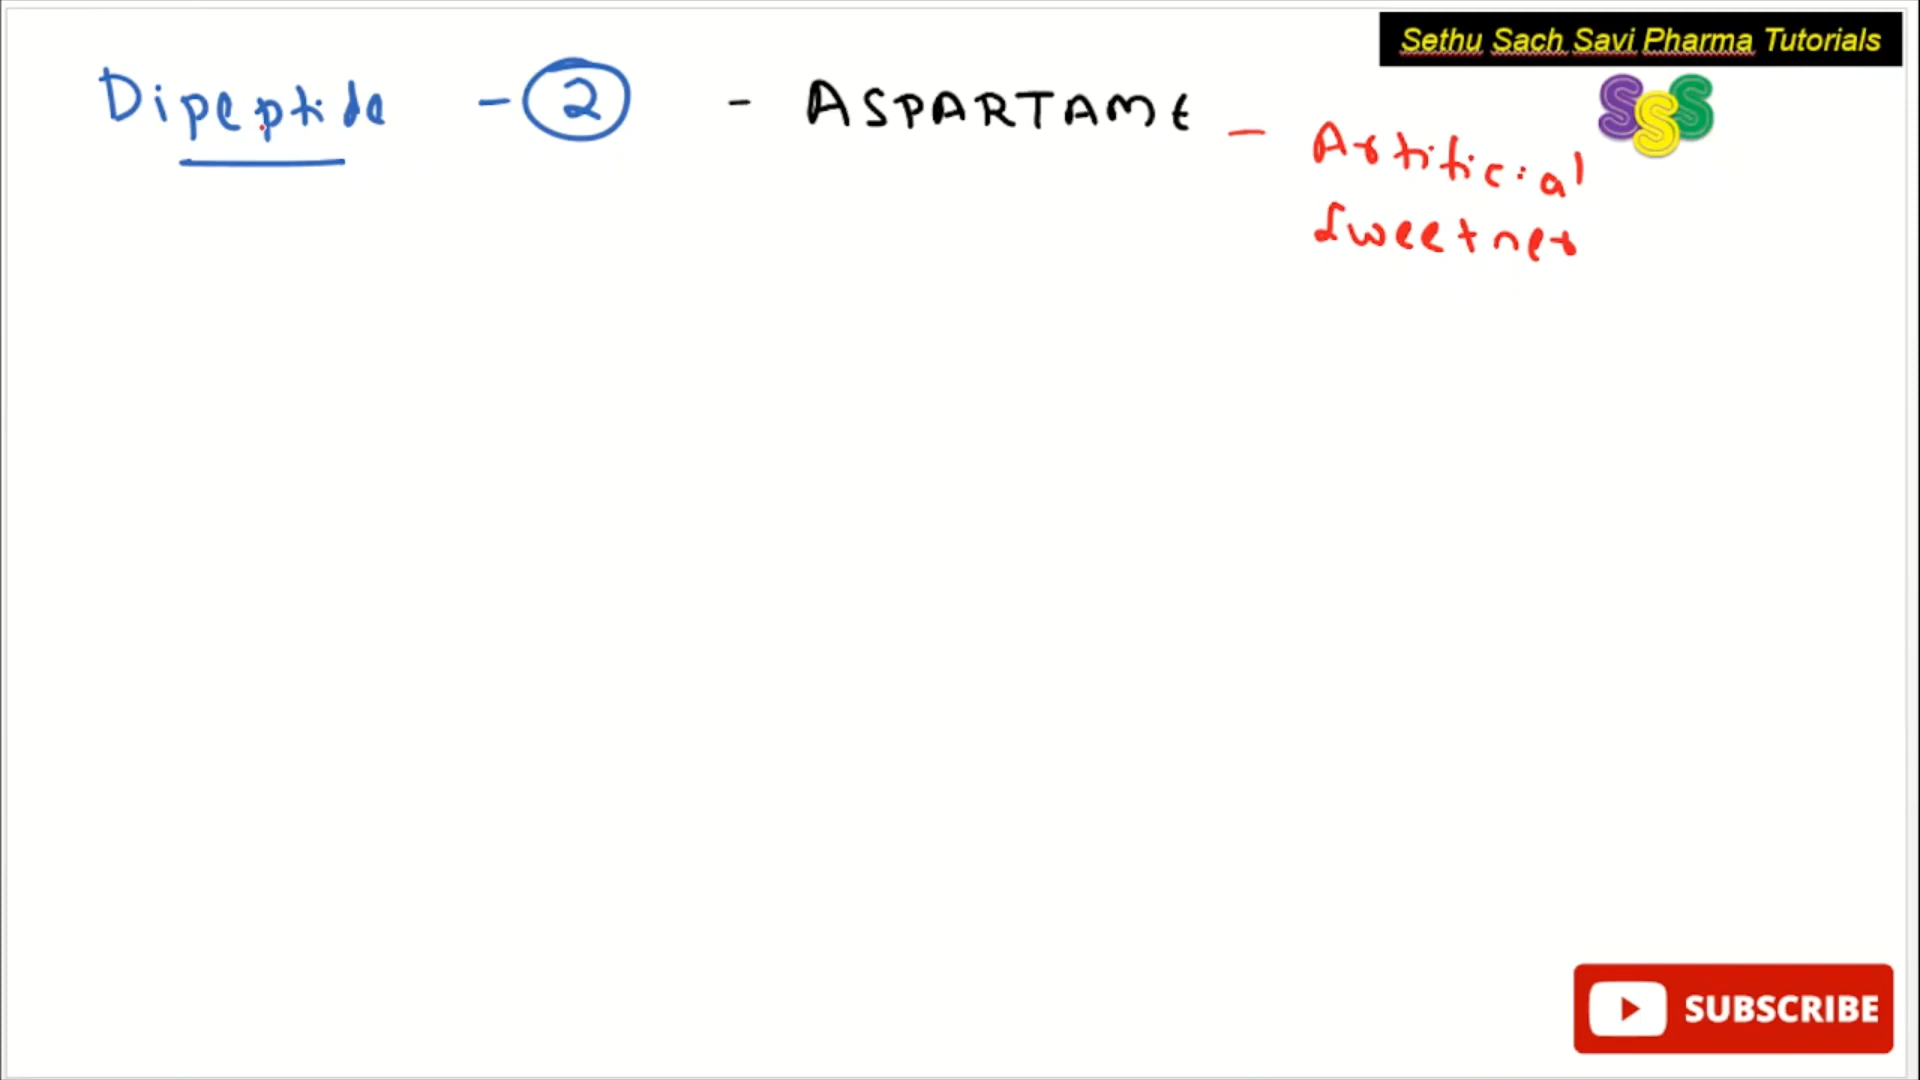 Sethu Sach Savi Pharma Tutorials
SSS
Dipeptide - 2 - ASPARTAME - Artificial
Sweetner
SUBSCRIBE